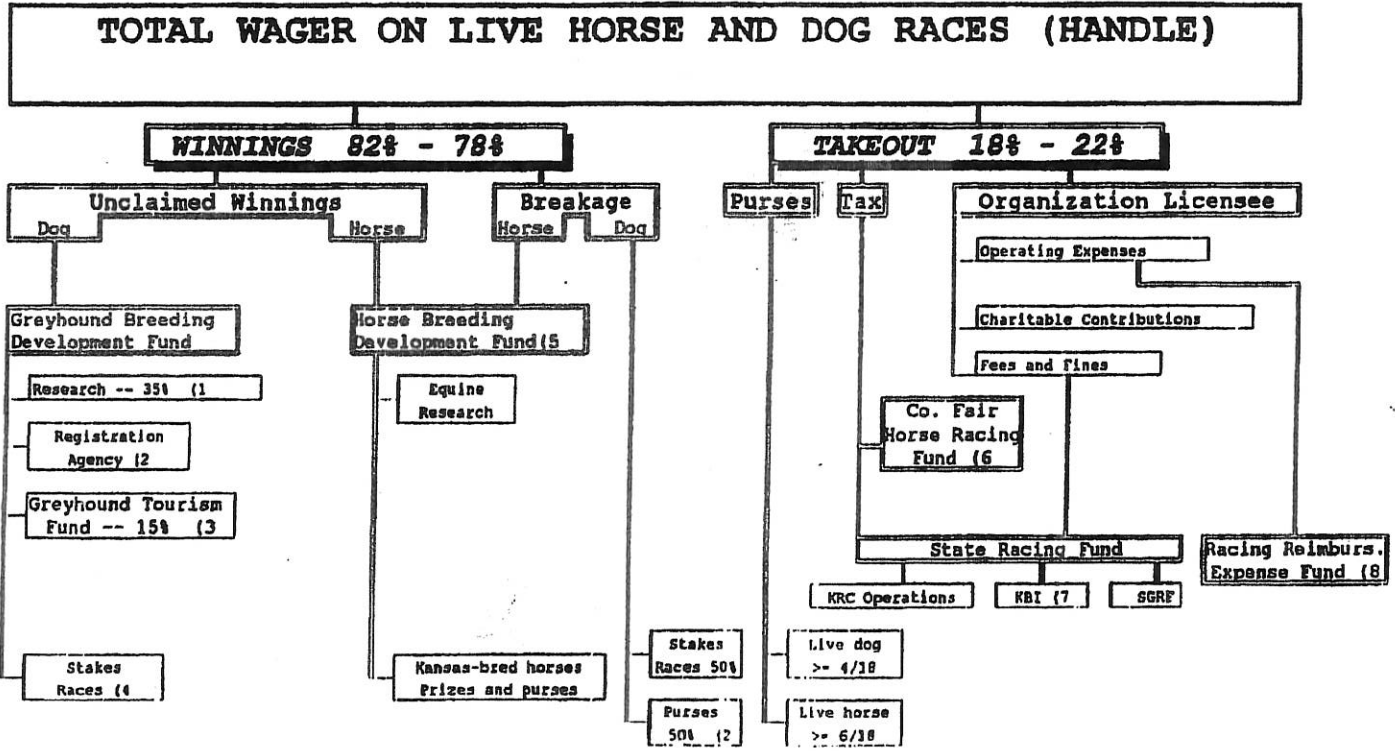 TOTAL WAGER ON LIVE HORSE AND DOG RACES (HANDLE)
WINNINGS 82% - 78%
TAKEOUT 18% - 22%
Unclaimed Winnings
Dog
Horse
Breakage
Horse
Dog
Purses
Tax
Organization Licensee
Operating Expenses
Charitable Contributions
Fees and fines
Greyhound Breeding
Development Fund
Horse Breeding
Development Fund(5
Research -- 35% (1
Registration
Agency (2
Greyhound Tourism
Fund -- 15% (3
Equine
Research
Co. Fair
Horse Racing
Fund (6
State Racing Fund
KRC Operations
KBI (7
SGRF
Racing Reimburs.
Expense Fund (8
Stakes
Races (4
Kansas-bred horses
Prizes and purses
Stakes
Races 50%
Purses
50% (2
Live dog
>= 4/18
Live horse
>= 6/18